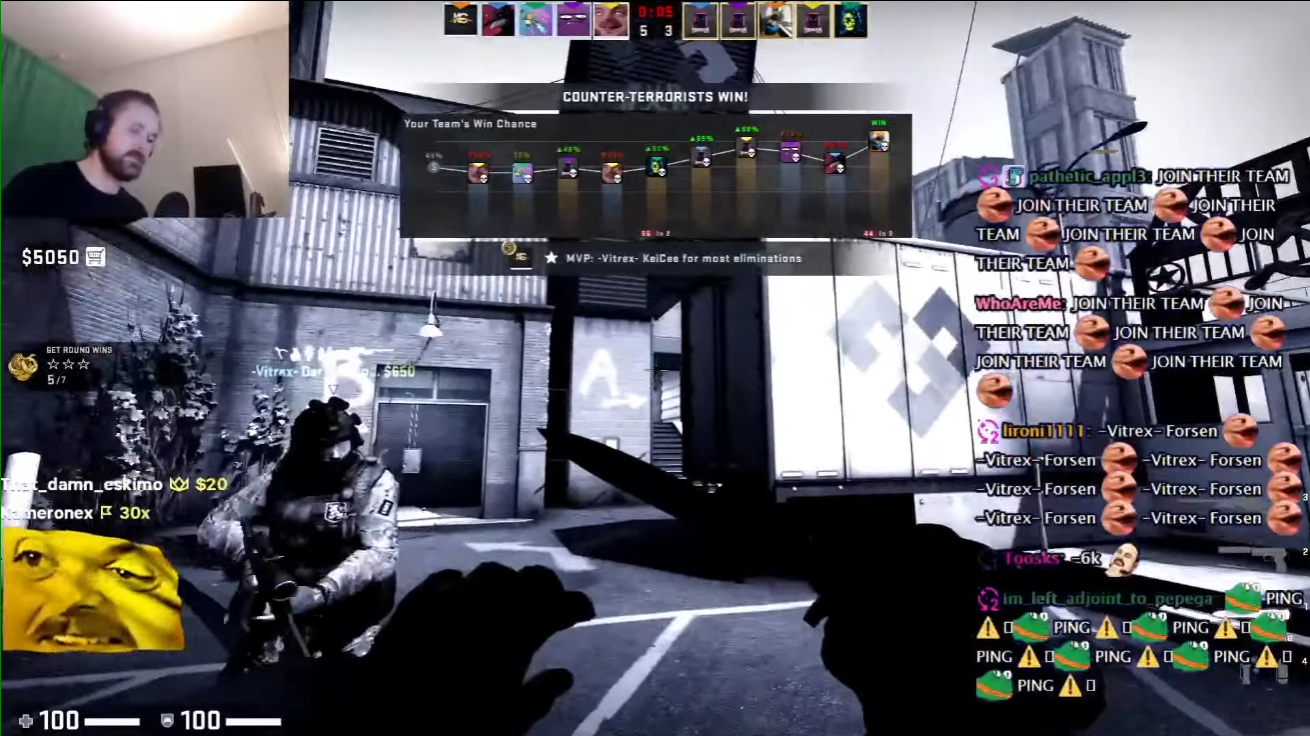 0:05
5 3
COUNTER-TERRORISTS WIN!
Your Team's Win Chance
WIN
MVP: -Vitrex- KeiCee for most eliminations
$5050
GET ROUND WINS
5/7
-Vitrex- $650
A
That_damn_eskimo $20
Kameronex 30x
100 100
pathetic_appl3: JOIN THEIR TEAM
JOIN THEIR TEAM JOIN THEIR
TEAM JOIN THEIR TEAM JOIN
THEIR TEAM
WhoAreMe: JOIN THEIR TEAM JOIN
THEIR TEAM JOIN THEIR TEAM
JOIN THEIR TEAM JOIN THEIR TEAM
lironi1111: -Vitrex- Forsen
-Vitrex- Forsen -Vitrex- Forsen
-Vitrex- Forsen -Vitrex- Forsen
-Vitrex- Forsen -Vitrex- Forsen
Toosks: -6k
im_left_adjoint_to_pepega PING
PING PING
PING PING PING
PING